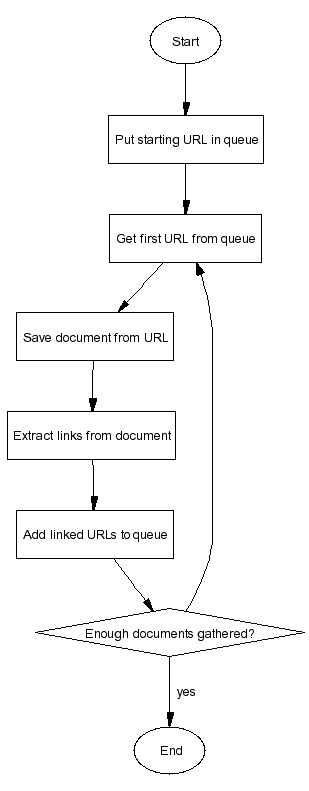 Start
Put starting URL in queue
Get first URL from queue
Save document from URL
Extract links from document
Add linked URLs to queue
Enough documents gathered?
yes
End